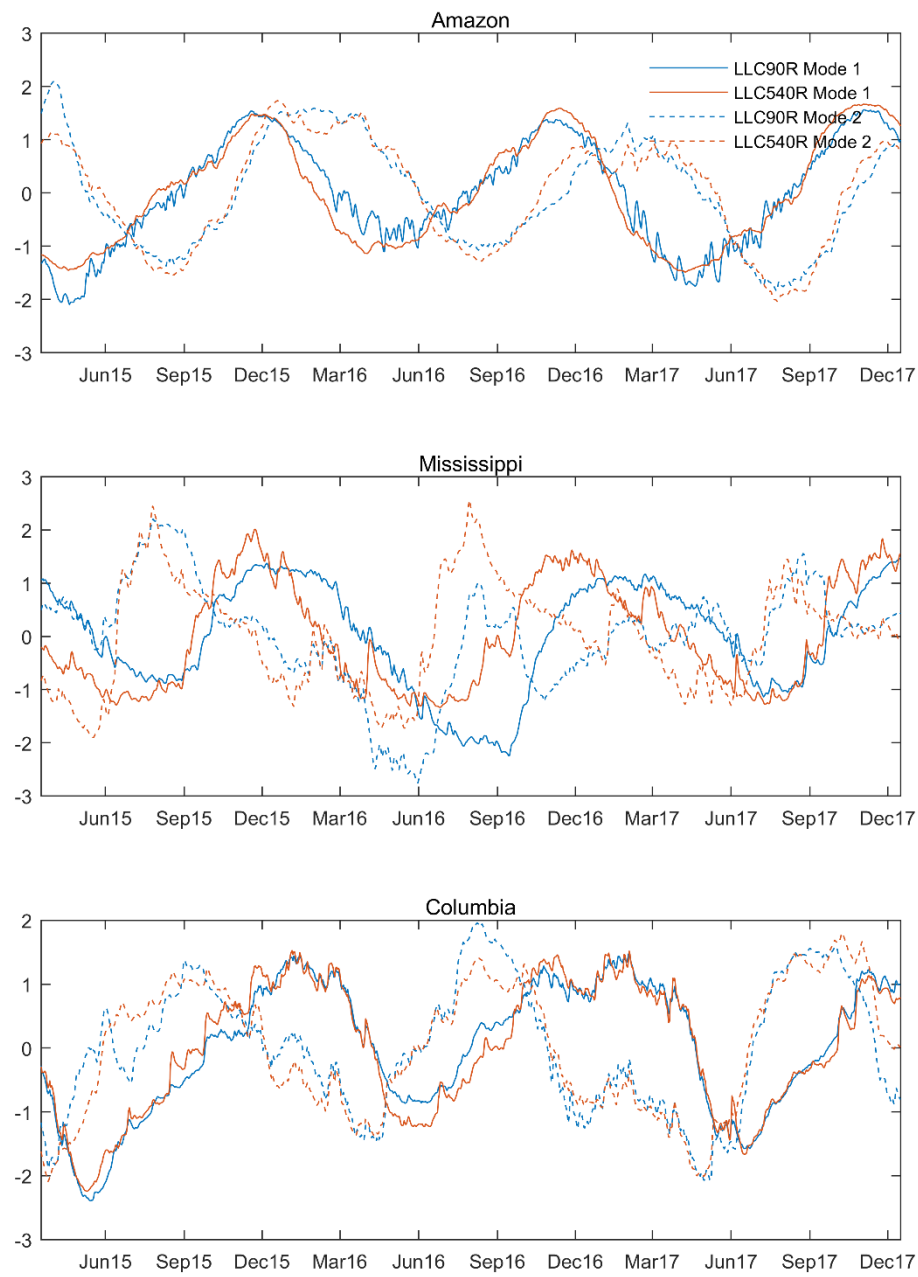 Amazon
3
LLC90R Mode 1
LLC540R Mode 1
LLC90R Mode 2
LLC540R Mode 2
2
1
0
-1
-2
-3
Jun15 Sep15 Dec15 Mar16 Jun16 Sep16 Dec16 Mar17 Jun17 Sep17 Dec17
Mississippi
3
2
1
0
-1
-2
-3
Jun15 Sep15 Dec15 Mar16 Jun16 Sep16 Dec16 Mar17 Jun17 Sep17 Dec17
Columbia
2
1
0
-1
-2
-3
Jun15 Sep15 Dec15 Mar16 Jun16 Sep16 Dec16 Mar17 Jun17 Sep17 Dec17